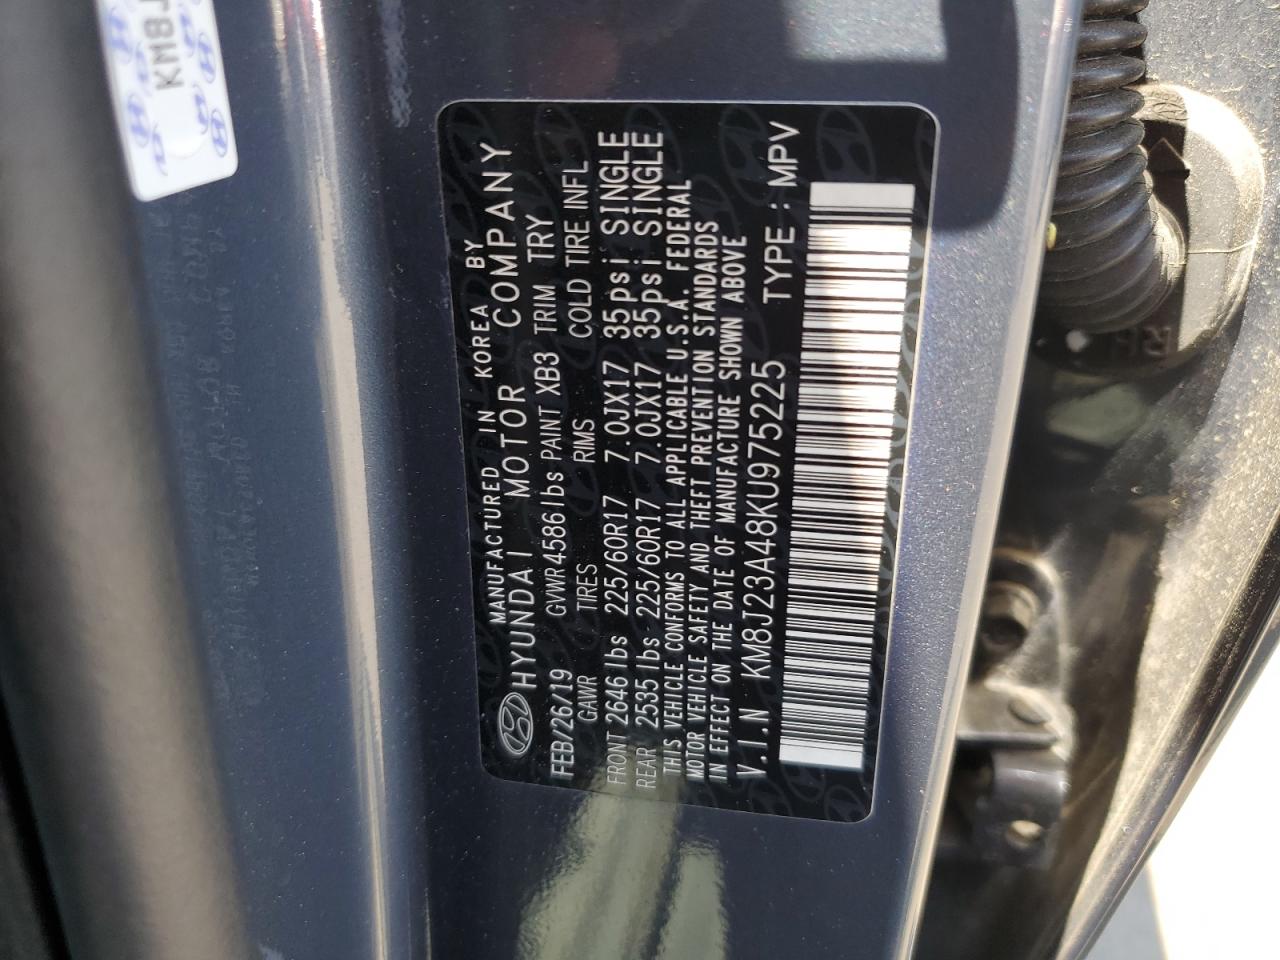 MANUFACTURED IN KOREA BY
HYUNDAI MOTOR COMPANY
FEB/26/19 GVWR 4586 lbs PAINT XB3 TRIM TRY
GAWR TIRES RMS COLD TIRE INFL
FRONT 2646 lbs 225/60R17 7.0JX17 35psi SINGLE
REAR 2535 lbs 225/60R17 7.0JX17 35psi SINGLE
THIS VEHICLE CONFORMS TO ALL APPLICABLE U.S.A. FEDERAL
MOTOR VEHICLE SAFETY AND THEFT PREVENTION STANDARDS
IN EFFECT ON THE DATE OF MANUFACTURE SHOWN ABOVE
V.I.N KM8J23A48KU975225 TYPE : MPV
KM8J
RH